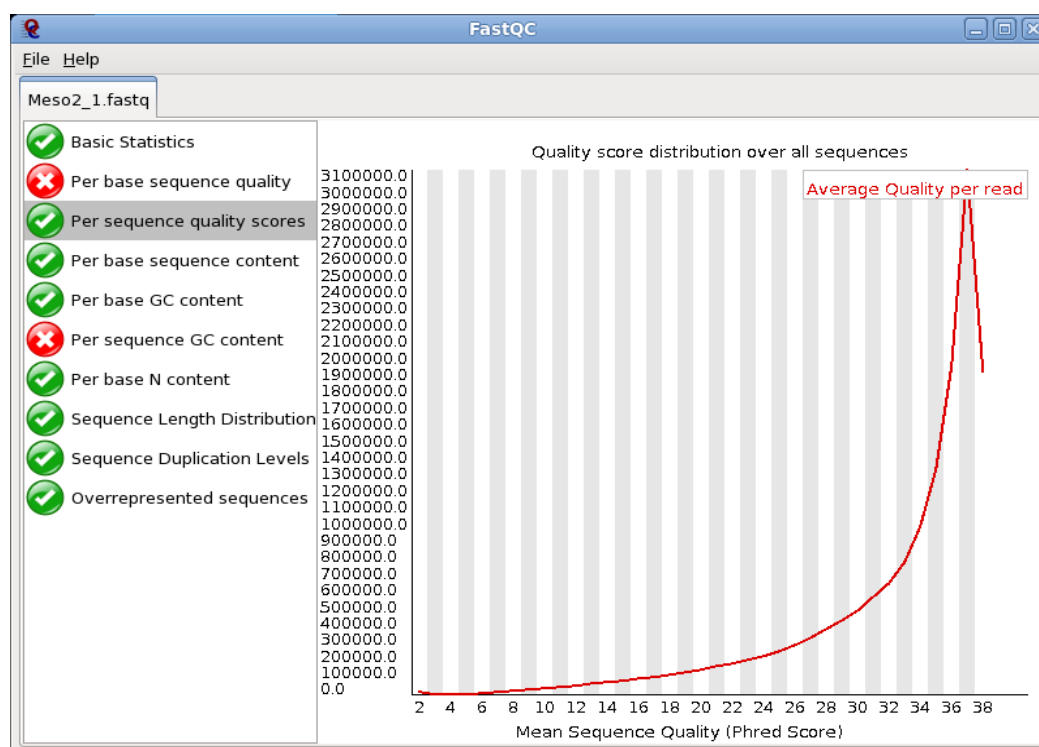 FastQC
File Help
Meso2_1.fastq
Basic Statistics
Per base sequence quality
Per sequence quality scores
Per base sequence content
Per base GC content
Per sequence GC content
Per base N content
Sequence Length Distribution
Sequence Duplication Levels
Overrepresented sequences
Quality score distribution over all sequences
Average Quality per read
3100000.0
3000000.0
2900000.0
2800000.0
2700000.0
2600000.0
2500000.0
2400000.0
2300000.0
2200000.0
2100000.0
2000000.0
1900000.0
1800000.0
1700000.0
1600000.0
1500000.0
1400000.0
1300000.0
1200000.0
1100000.0
1000000.0
900000.0
800000.0
700000.0
600000.0
500000.0
400000.0
300000.0
200000.0
100000.0
0.0
2 4 6 8 10 12 14 16 18 20 22 24 26 28 30 32 34 36 38
Mean Sequence Quality (Phred Score)